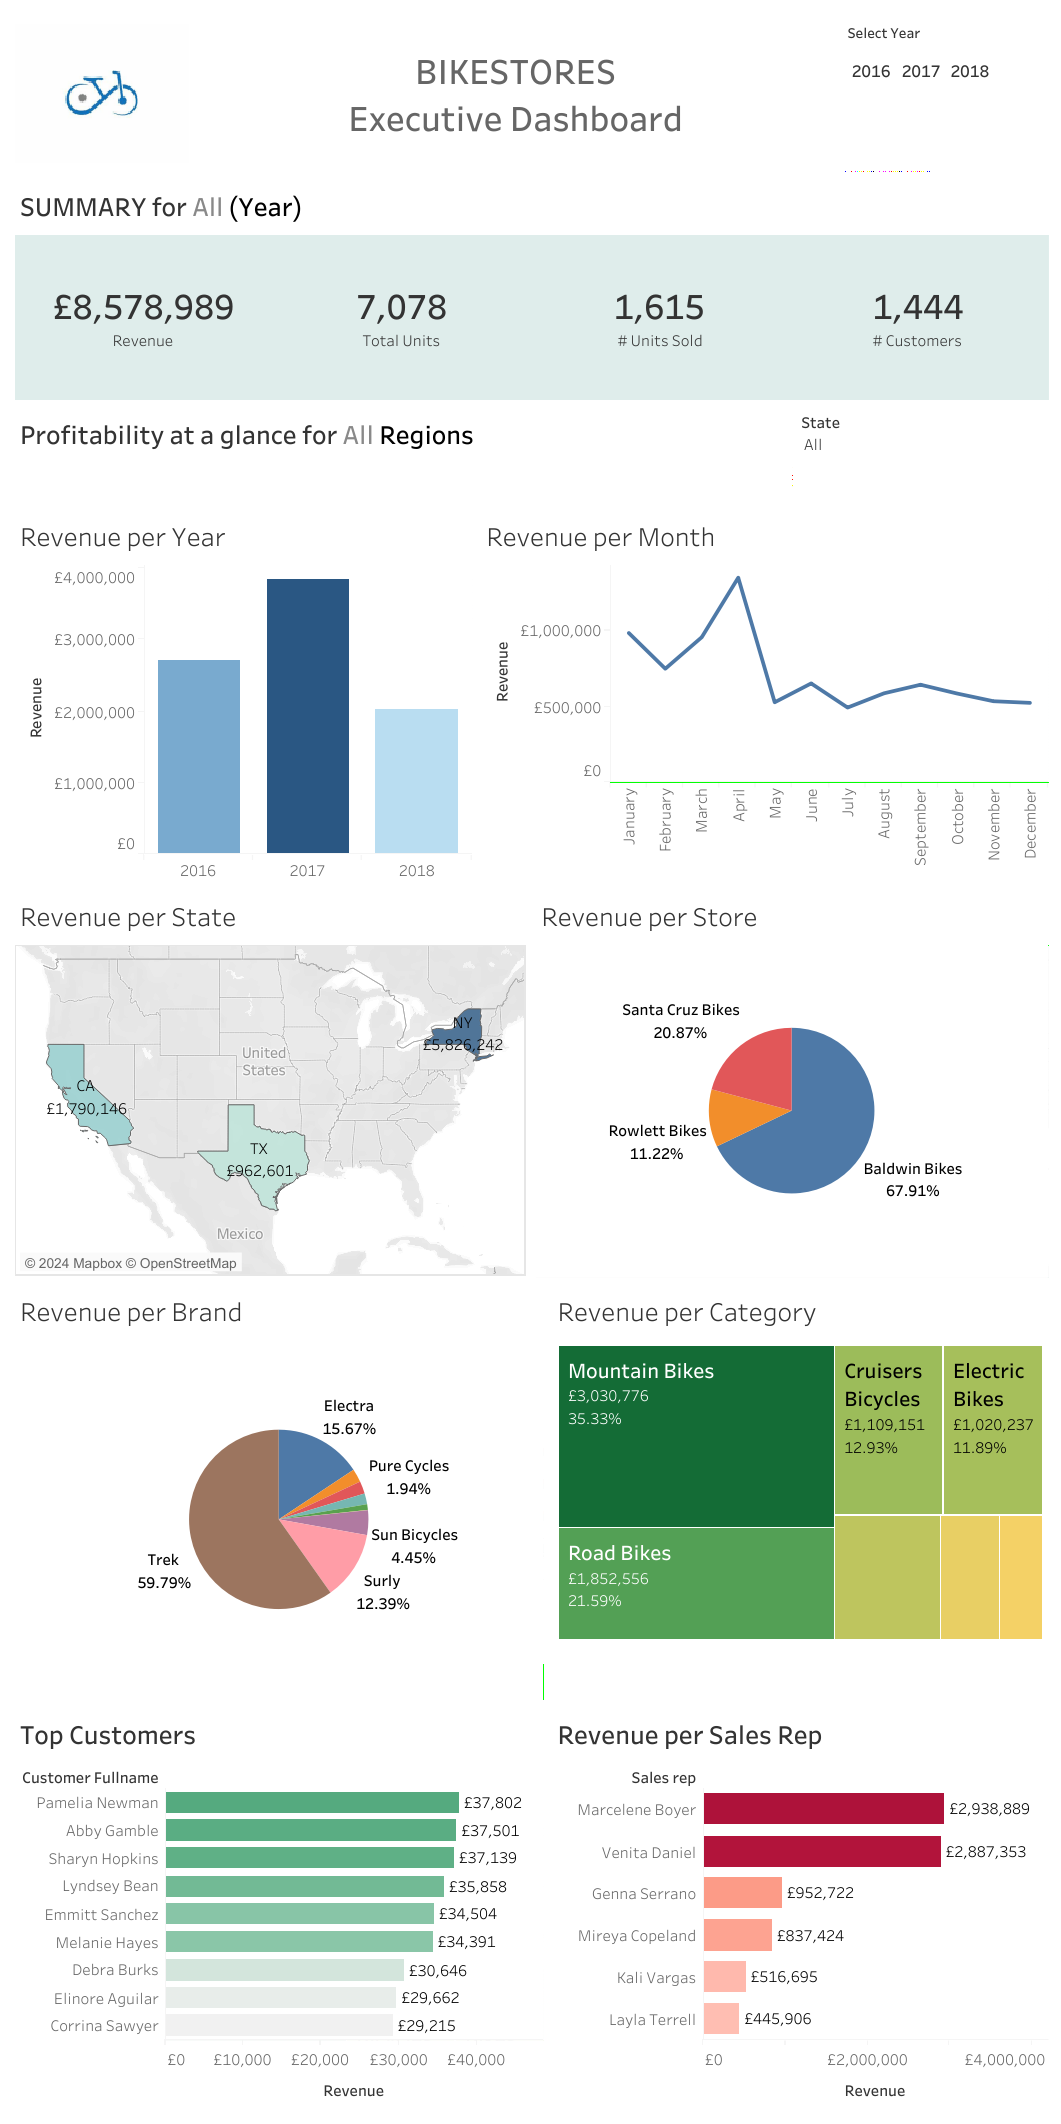 Select Year
2016 2017 2018
BIKESTORES
Executive Dashboard
SUMMARY for All (Year)
£8,578,989
Revenue
7,078
Total Units
1,615
# Units Sold
1,444
# Customers
Profitability at a glance for All Regions
State
All
Revenue per Year
£4,000,000
£3,000,000
£2,000,000
£1,000,000
£0
Revenue
2016 2017 2018
Revenue per Month
£1,000,000
£500,000
£0
Revenue
January
February
March
April
May
June
July
August
September
October
November
December
Revenue per State
NY
£5,826,242
United
States
CA
£1,790,146
TX
£962,601
Mexico
© 2024 Mapbox © OpenStreetMap
Revenue per Store
Santa Cruz Bikes
20.87%
Rowlett Bikes
11.22%
Baldwin Bikes
67.91%
Revenue per Brand
Electra
15.67%
Pure Cycles
1.94%
Sun Bicycles
4.45%
Surly
12.39%
Trek
59.79%
Revenue per Category
Mountain Bikes
£3,030,776
35.33%
Cruisers
Bicycles
£1,109,151
12.93%
Electric
Bikes
£1,020,237
11.89%
Road Bikes
£1,852,556
21.59%
Top Customers
Customer Fullname
Pamelia Newman £37,802
Abby Gamble £37,501
Sharyn Hopkins £37,139
Lyndsey Bean £35,858
Emmitt Sanchez £34,504
Melanie Hayes £34,391
Debra Burks £30,646
Elinore Aguilar £29,662
Corrina Sawyer £29,215
£0 £10,000 £20,000 £30,000 £40,000
Revenue
Revenue per Sales Rep
Sales rep
Marcelene Boyer £2,938,889
Venita Daniel £2,887,353
Genna Serrano £952,722
Mireya Copeland £837,424
Kali Vargas £516,695
Layla Terrell £445,906
£0 £2,000,000 £4,000,000
Revenue